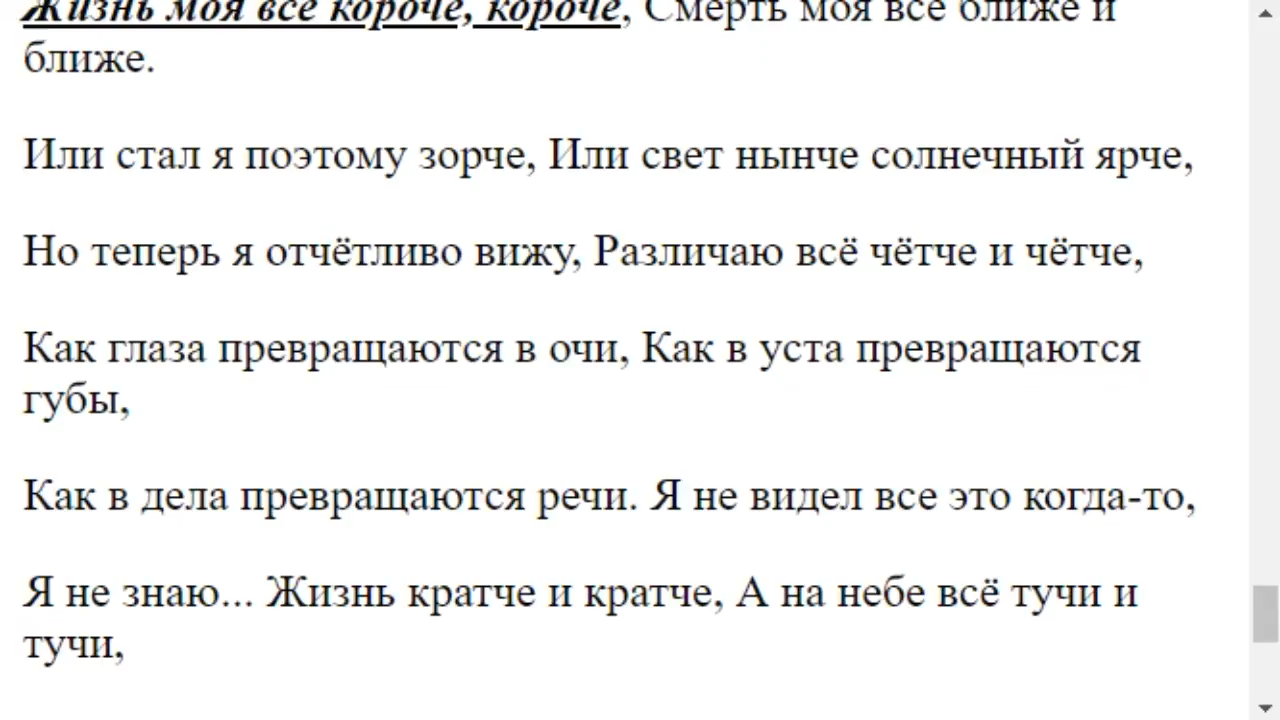 Жизнь моя всё короче, короче, Смерть моя всё ближе и
ближе.
Или стал я поэтому зорче, Или свет нынче солнечный ярче,
Но теперь я отчётливо вижу, Различаю всё чётче и чётче,
Как глаза превращаются в очи, Как в уста превращаются
губы,
Как в дела превращаются речи. Я не видел все это когда-то,
Я не знаю... Жизнь кратче и кратче, А на небе всё тучи и
тучи,